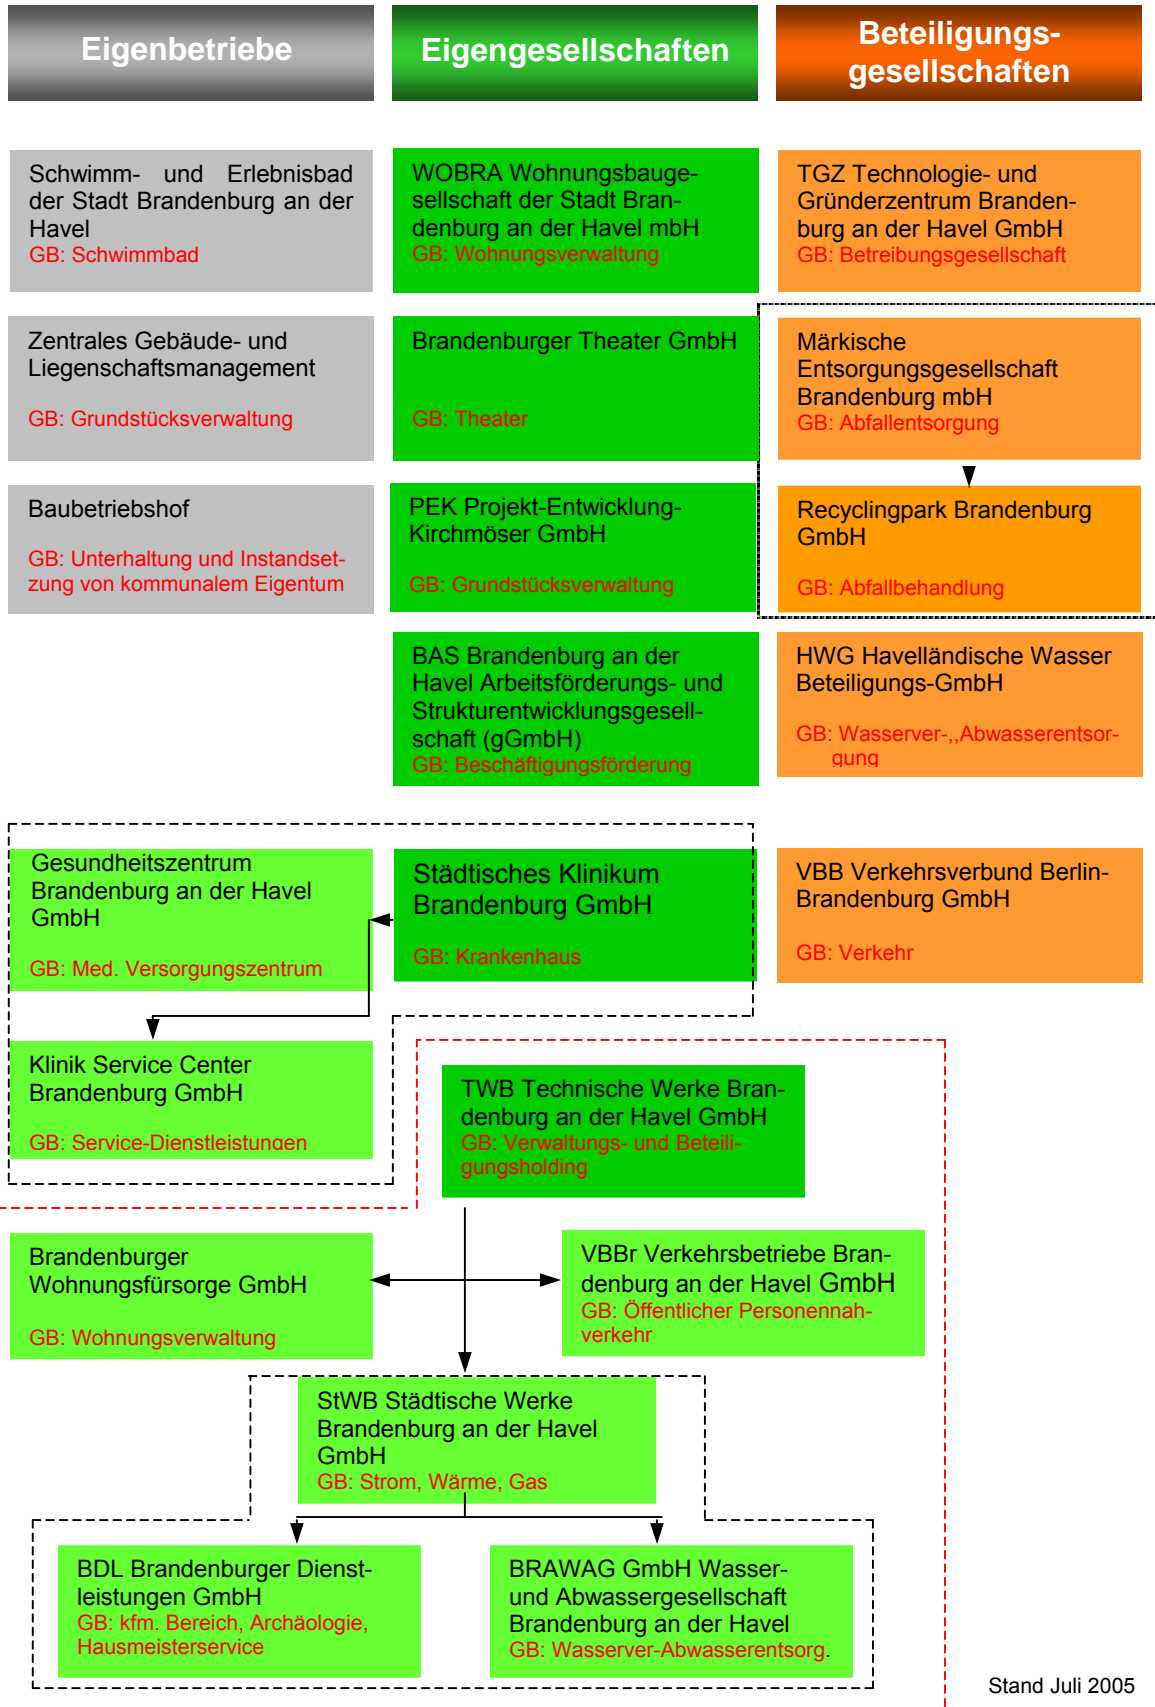 Eigenbetriebe
Eigengesellschaften
Beteiligungs-
gesellschaften
Schwimm- und Erlebnisbad
der Stadt Brandenburg an der
Havel
GB: Schwimmbad
WOBRA Wohnungsbauge-
sellschaft der Stadt Bran-
denburg an der Havel mbH
GB: Wohnungsverwaltung
TGZ Technologie- und
Gründerzentrum Branden-
burg an der Havel GmbH
GB: Betreibungsgesellschaft
Zentrales Gebäude- und
Liegenschaftsmanagement
GB: Grundstücksverwaltung
Brandenburger Theater GmbH
GB: Theater
Märkische
Entsorgungsgesellschaft
Brandenburg mbH
GB: Abfallentsorgung
Baubetriebshof
GB: Unterhaltung und Instandset-
zung von kommunalem Eigentum
PEK Projekt-Entwicklung-
Kirchmöser GmbH
GB: Grundstücksverwaltung
Recyclingpark Brandenburg
GmbH
GB: Abfallbehandlung
BAS Brandenburg an der
Havel Arbeitsförderungs- und
Strukturentwicklungsgesell-
schaft (gGmbH)
GB: Beschäftigungsförderung
HWG Havelländische Wasser
Beteiligungs-GmbH
GB: Wasserver-,,Abwasserentsor-
gung
Gesundheitszentrum
Brandenburg an der Havel
GmbH
GB: Med. Versorgungszentrum
Städtisches Klinikum
Brandenburg GmbH
GB: Krankenhaus
VBB Verkehrsverbund Berlin-
Brandenburg GmbH
GB: Verkehr
Klinik Service Center
Brandenburg GmbH
GB: Service-Dienstleistungen
TWB Technische Werke Bran-
denburg an der Havel GmbH
GB: Verwaltungs- und Beteili-
gungsholding
Brandenburger
Wohnungsfürsorge GmbH
GB: Wohnungsverwaltung
VBBr Verkehrsbetriebe Bran-
denburg an der Havel GmbH
GB: Öffentlicher Personennah-
verkehr
StWB Städtische Werke
Brandenburg an der Havel
GmbH
GB: Strom, Wärme, Gas
BDL Brandenburger Dienst-
leistungen GmbH
GB: kfm. Bereich, Archäologie,
Hausmeisterservice
BRAWAG GmbH Wasser-
und Abwassergesellschaft
Brandenburg an der Havel
GB: Wasserver-Abwasserentsorg.
Stand Juli 2005